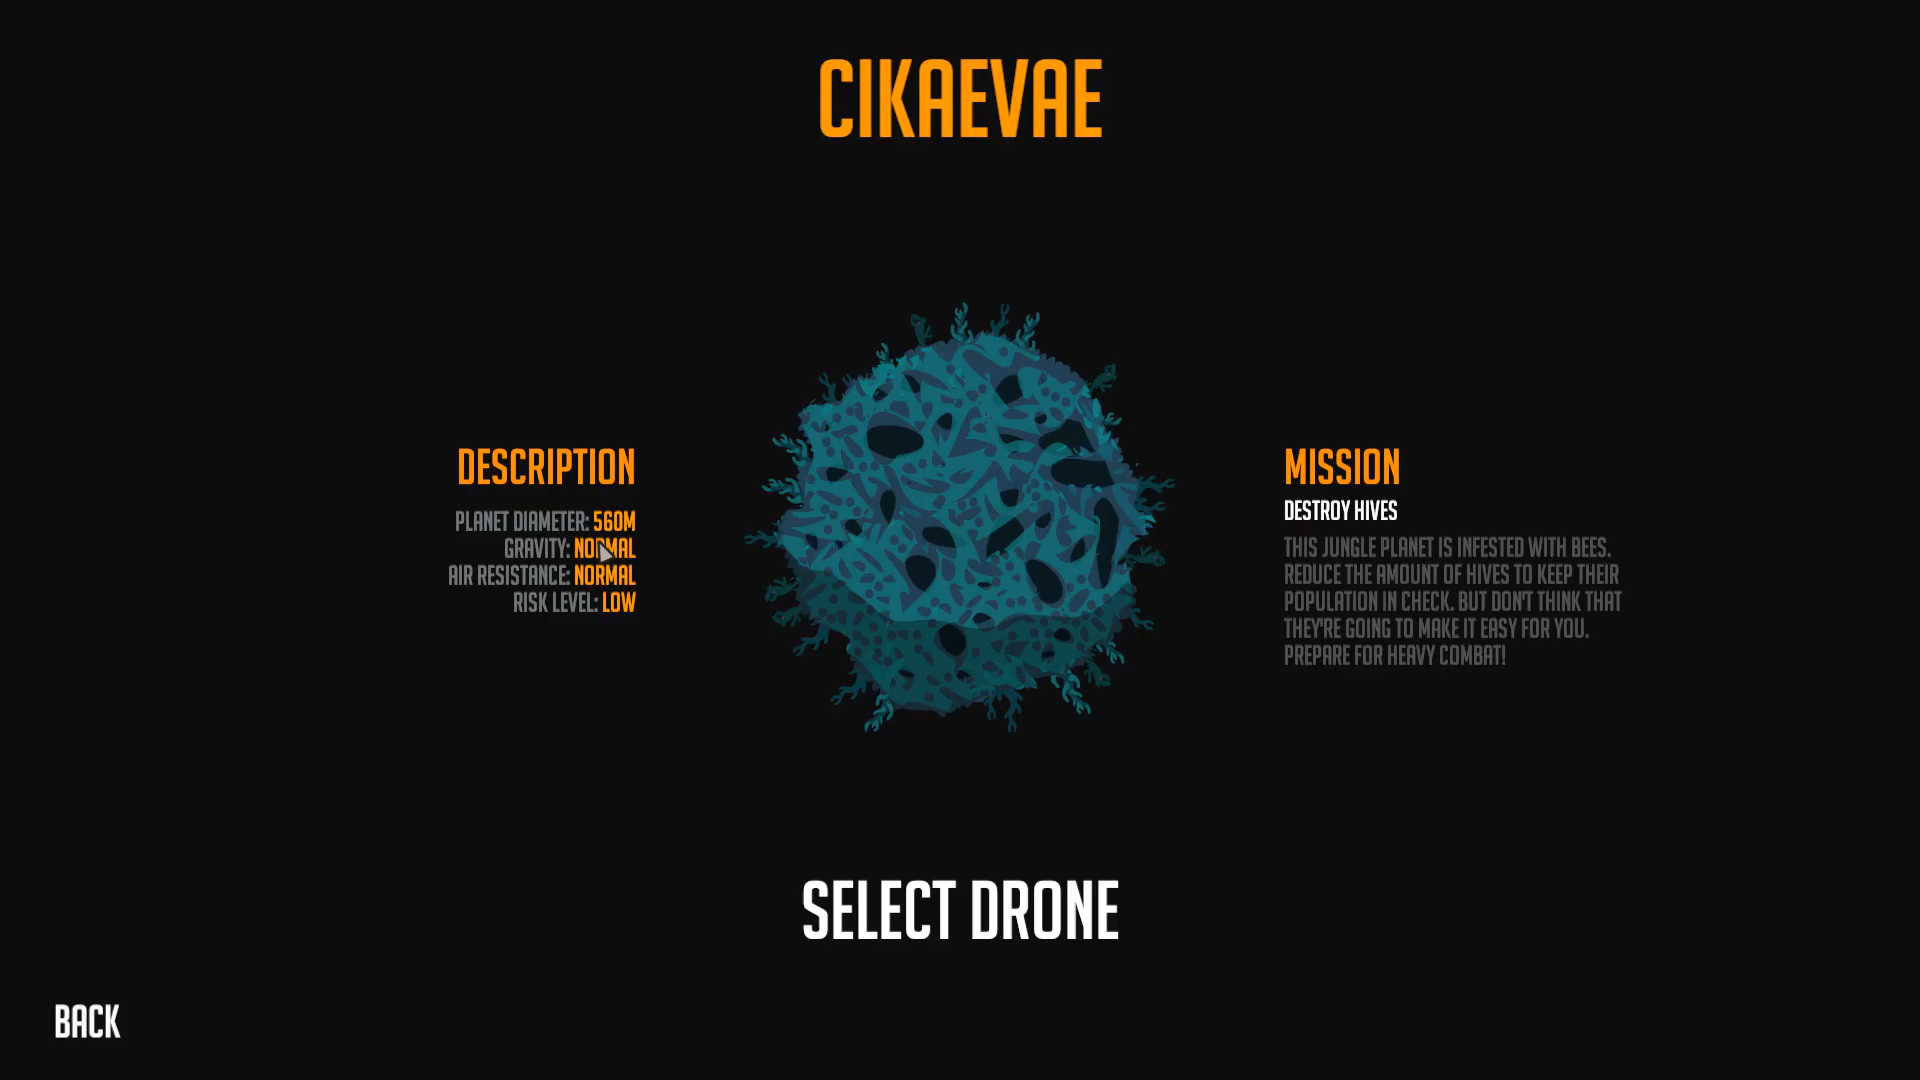 CIKAEVAE
DESCRIPTION
PLANET DIAMETER: 560M
GRAVITY: NORMAL
AIR RESISTANCE: NORMAL
RISK LEVEL: LOW
MISSION
DESTROY HIVES
THIS JUNGLE PLANET IS INFESTED WITH BEES.
REDUCE THE AMOUNT OF HIVES TO KEEP THEIR
POPULATION IN CHECK. BUT DON'T THINK THAT
THEY'RE GOING TO MAKE IT EASY FOR YOU.
PREPARE FOR HEAVY COMBAT!
SELECT DRONE
BACK